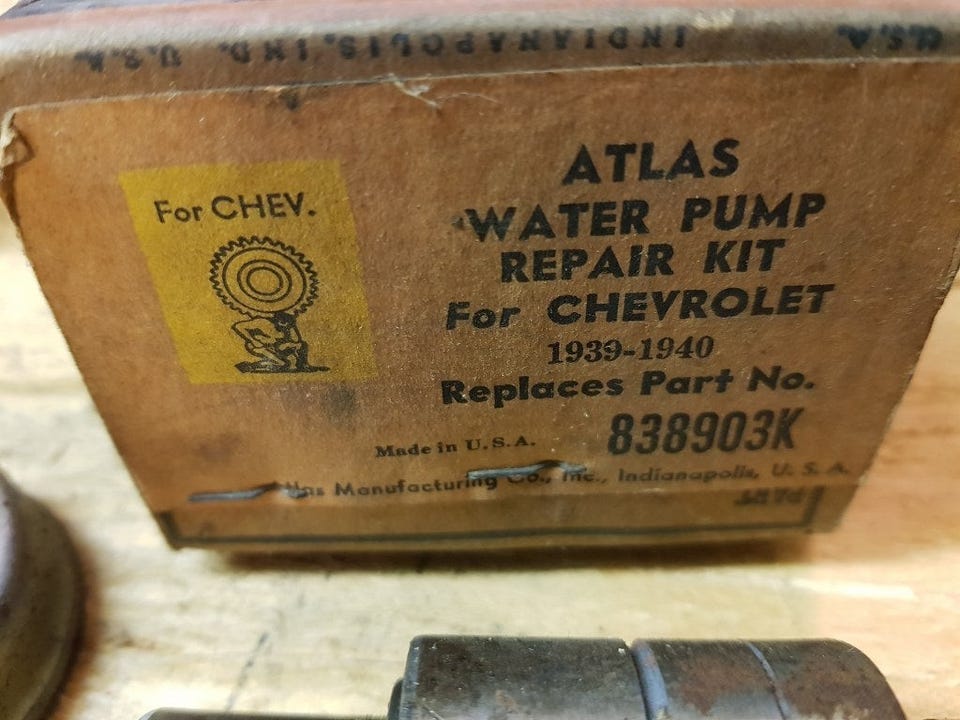 U.S.A. INDIANAPOLIS, IND. U.S.A.
For CHEV.
ATLAS
WATER PUMP
REPAIR KIT
For CHEVROLET
1939-1940
Replaces Part No.
838903K
Made in U.S.A.
Manufacturing Co., Inc., Indianapolis, U.S.A.
PART